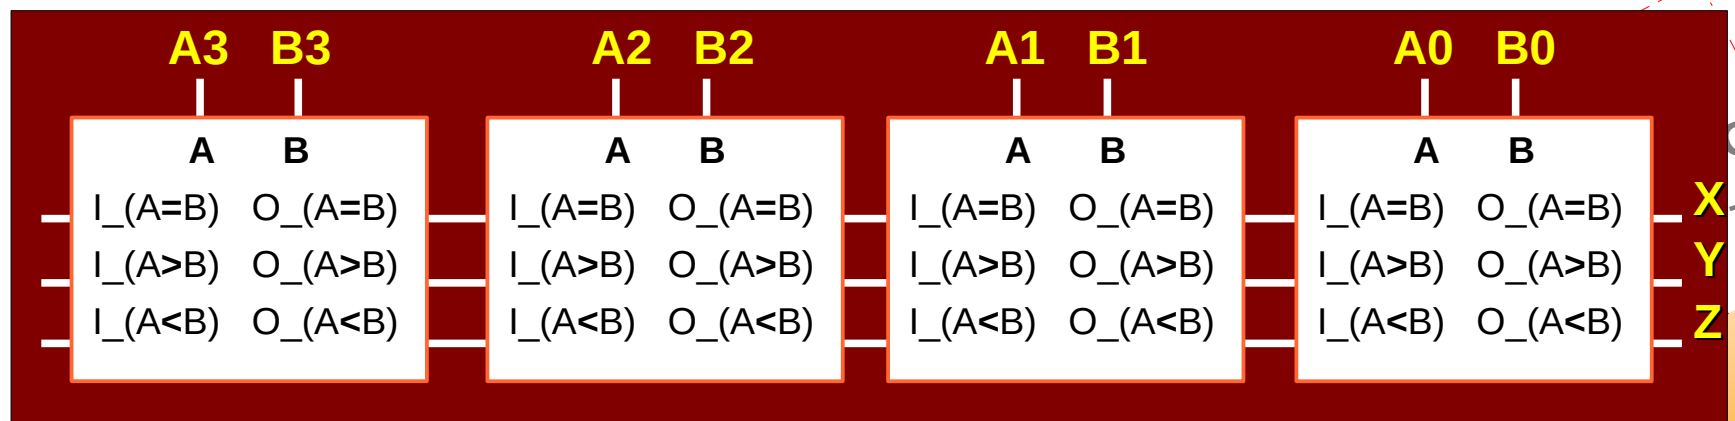 A3 B3 A2 B2 A1 B1 A0 B0
A B A B A B A B
I_(A=B) O_(A=B) I_(A=B) O_(A=B) I_(A=B) O_(A=B) I_(A=B) O_(A=B) X
I_(A>B) O_(A>B) I_(A>B) O_(A>B) I_(A>B) O_(A>B) I_(A>B) O_(A>B) Y
I_(A<B) O_(A<B) I_(A<B) O_(A<B) I_(A<B) O_(A<B) I_(A<B) O_(A<B) Z